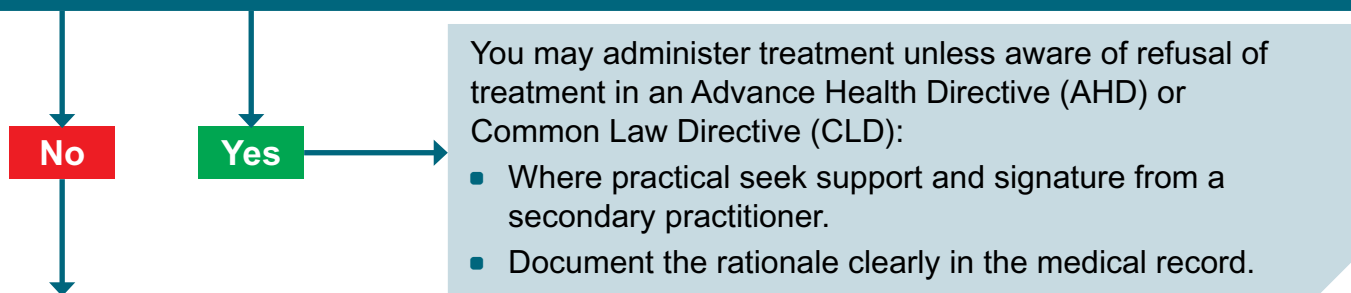 You may administer treatment unless aware of refusal of
treatment in an Advance Health Directive (AHD) or
Common Law Directive (CLD):
No
Yes
• Where practical seek support and signature from a
secondary practitioner.
• Document the rationale clearly in the medical record.